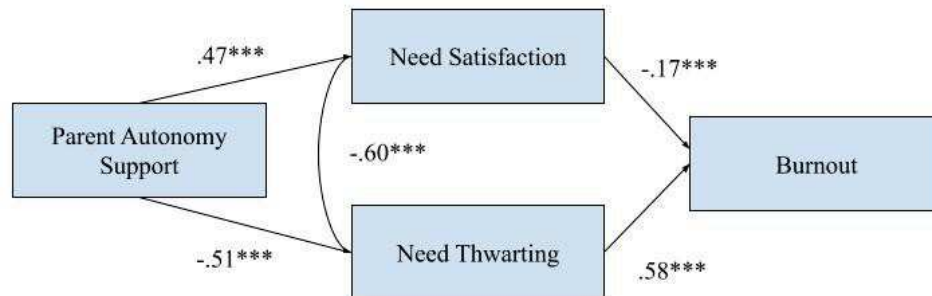 .47***
Need Satisfaction
-.17***
Parent Autonomy
Support
-.60***
Burnout
-.51***
Need Thwarting
.58***